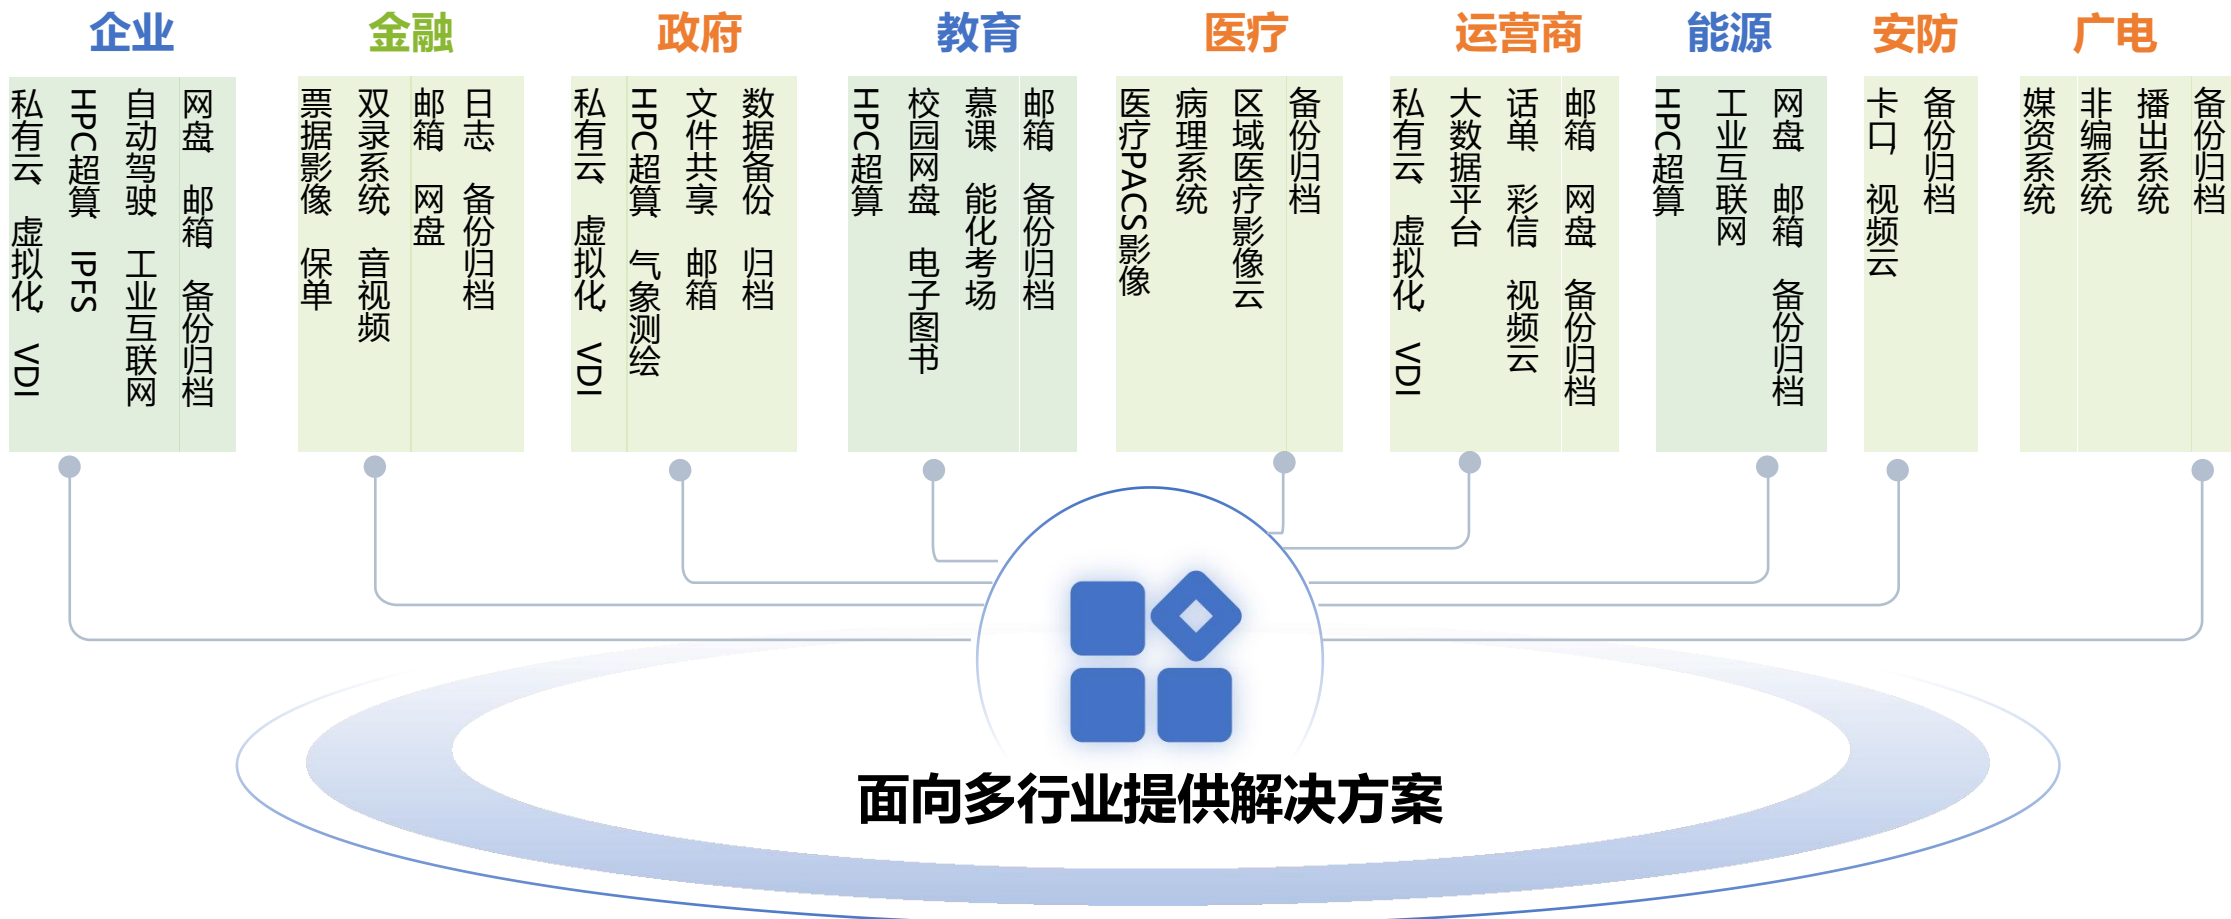 企业
私有云、虚拟化、VDI
HPC超算、IPFS
自动驾驶、工业互联网
网盘、邮箱、备份归档
金融
票据影像、保单
双录系统、音视频
邮箱、网盘
日志、备份归档
政府
私有云、虚拟化、VDI
HPC超算、气象测绘
文件共享、邮箱
数据备份、归档
教育
HPC超算
校园网盘、电子图书
慕课、能化考场
邮箱、备份归档
医疗
医疗PACS影像
病理系统
区域医疗影像云
备份归档
运营商
私有云、虚拟化、VDI
大数据平台
话单、彩信、视频云
邮箱、网盘、备份归档
能源
HPC超算
工业互联网
网盘、邮箱、备份归档
安防
卡口、视频云
备份归档
广电
媒资系统
非编系统
播出系统
备份归档
面向多行业提供解决方案